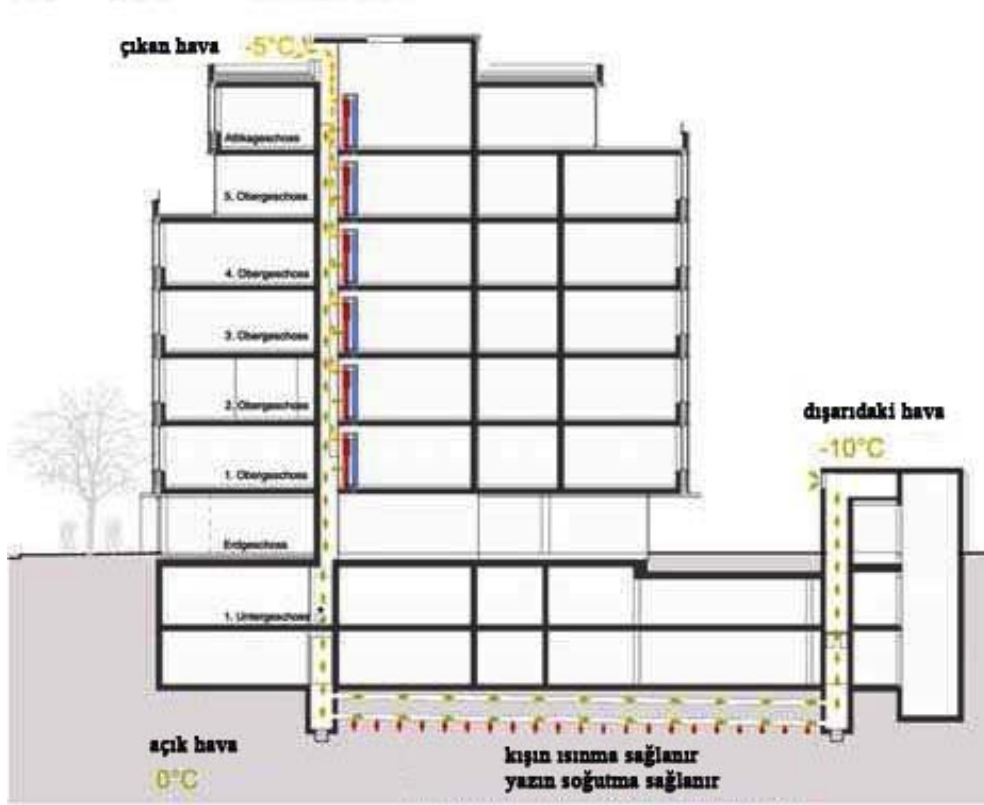 çıkan hava -5°C
Attikageschoss
5. Obergeschoss
4. Obergeschoss
3. Obergeschoss
2. Obergeschoss
dışarıdaki hava
-10°C
1. Obergeschoss
Erdgeschoss
1. Untergeschoss
açık hava
0°C
kışın ısınma sağlanır
yazın soğutma sağlanır